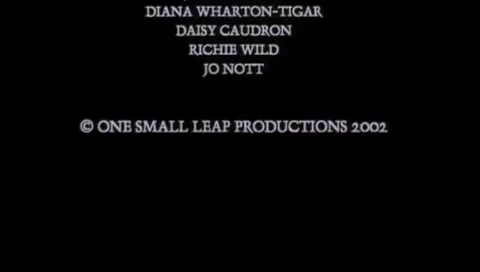 DIANA WHARTON-TIGAR
DAISY CAUDRON
RICHIE WILD
JO NOTT
© ONE SMALL LEAP PRODUCTIONS 2002